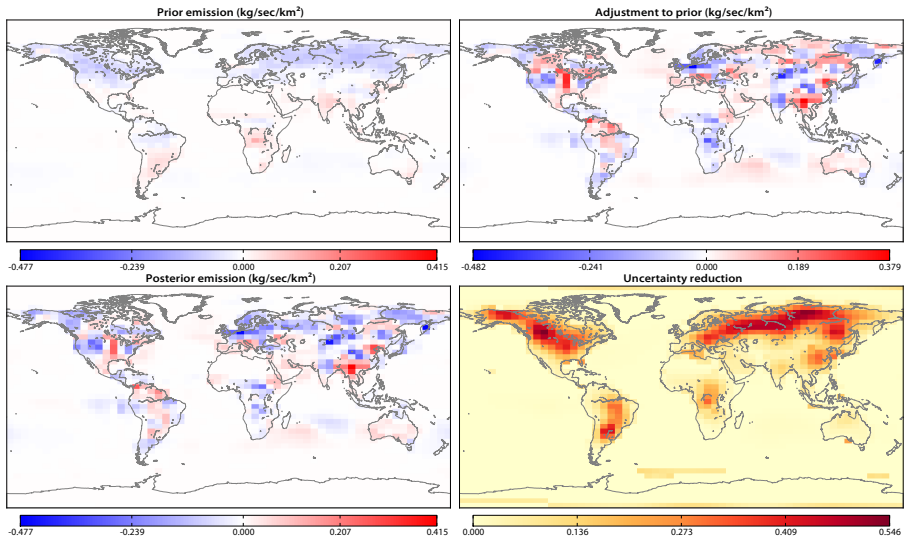 Prior emission (kg/sec/km²)
Adjustment to prior (kg/sec/km²)
-0.477 -0.239 0.000 0.207 0.415
-0.482 -0.241 0.000 0.189 0.379
Posterior emission (kg/sec/km²)
Uncertainty reduction
-0.477 -0.239 0.000 0.207 0.415
0.000 0.136 0.273 0.409 0.546